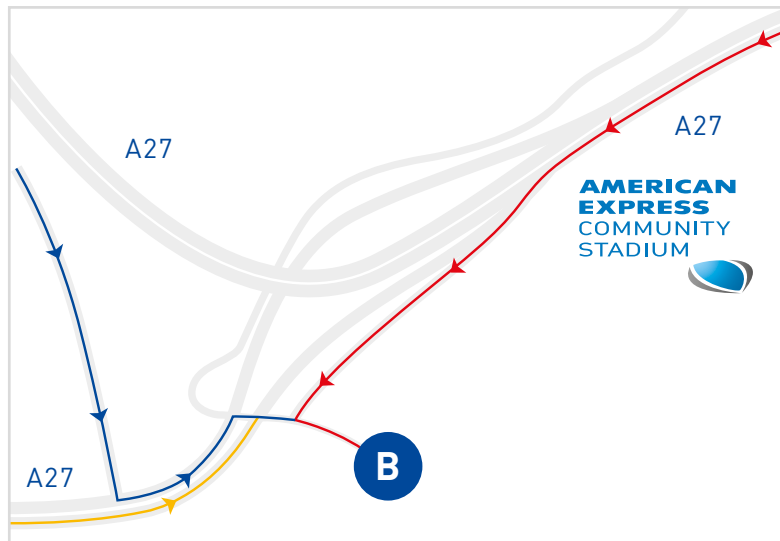 A27
A27
AMERICAN
EXPRESS
COMMUNITY
STADIUM
A27
B